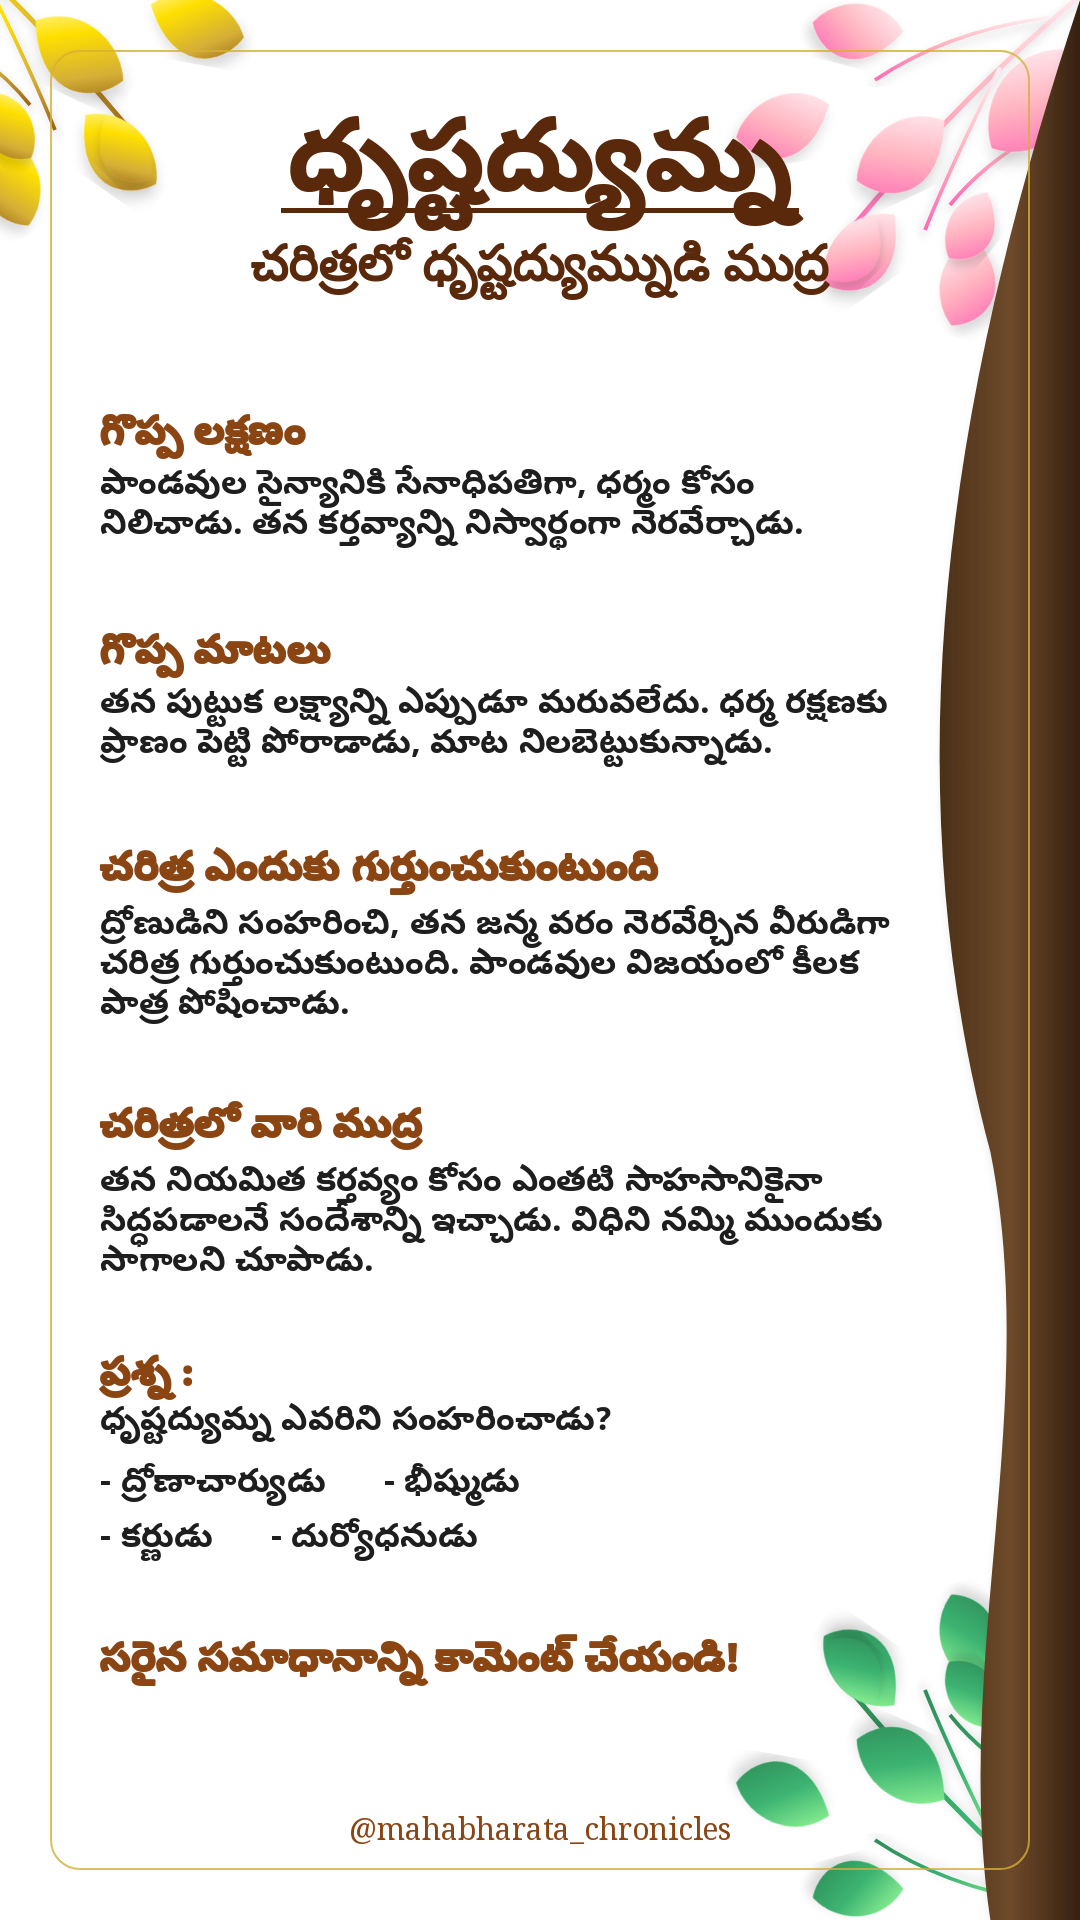 ధృష్టద్యుమ్న
చరిత్రలో ధృష్టద్యుమ్నుడి ముద్ర
గొప్ప లక్షణం
పాండవుల సైన్యానికి సేనాధిపతిగా, ధర్మం కోసం
నిలిచాడు. తన కర్తవ్యాన్ని నిస్వార్థంగా నెరవేర్చాడు.
గొప్ప మాటలు
తన పుట్టుక లక్ష్యాన్ని ఎప్పుడూ మరువలేదు. ధర్మ రక్షణకు
ప్రాణం పెట్టి పోరాడాడు, మాట నిలబెట్టుకున్నాడు.
చరిత్ర ఎందుకు గుర్తుంచుకుంటుంది
ద్రోణుడిని సంహరించి, తన జన్మ వరం నెరవేర్చిన వీరుడిగా
చరిత్ర గుర్తుంచుకుంటుంది. పాండవుల విజయంలో కీలక
పాత్ర పోషించాడు.
చరిత్రలో వారి ముద్ర
తన నియమిత కర్తవ్యం కోసం ఎంతటి సాహసానికైనా
సిద్ధపడాలనే సందేశాన్ని ఇచ్చాడు. విధిని నమ్మి ముందుకు
సాగాలని చూపాడు.
ప్రశ్న :
ధృష్టద్యుమ్న ఎవరిని సంహరించాడు?
- ద్రోణాచార్యుడు - భీష్ముడు
- కర్ణుడు - దుర్యోధనుడు
సరైన సమాధానాన్ని కామెంట్ చేయండి!
@mahabharata_chronicles